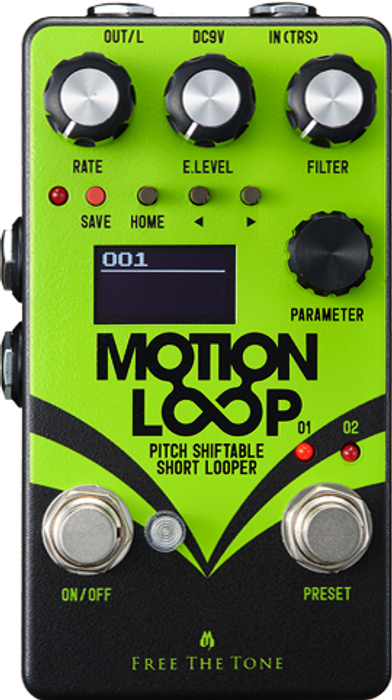 OUT/L DC9V IN(TRS)
RATE E.LEVEL FILTER
SAVE HOME ◀ ▶
001
PARAMETER
MOTION
LOOP
01 02
PITCH SHIFTABLE
SHORT LOOPER
ON/OFF PRESET
FREE THE TONE